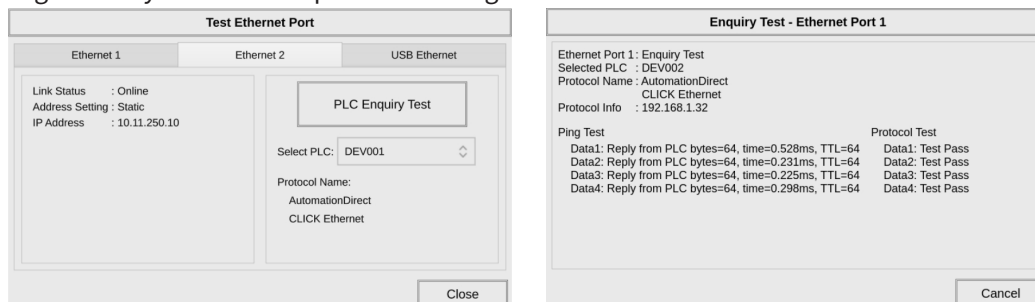 Test Ethernet Port
Ethernet 1
Ethernet 2
USB Ethernet
Link Status : Online
Address Setting : Static
IP Address : 10.11.250.10
PLC Enquiry Test
Select PLC: DEV001
Protocol Name:
AutomationDirect
CLICK Ethernet
Close
Enquiry Test - Ethernet Port 1
Ethernet Port 1 : Enquiry Test
Selected PLC : DEV002
Protocol Name : AutomationDirect
CLICK Ethernet
Protocol Info : 192.168.1.32
Ping Test Protocol Test
Data1: Reply from PLC bytes=64, time=0.528ms, TTL=64 Data1: Test Pass
Data2: Reply from PLC bytes=64, time=0.231ms, TTL=64 Data2: Test Pass
Data3: Reply from PLC bytes=64, time=0.225ms, TTL=64 Data3: Test Pass
Data4: Reply from PLC bytes=64, time=0.298ms, TTL=64 Data4: Test Pass
Cancel